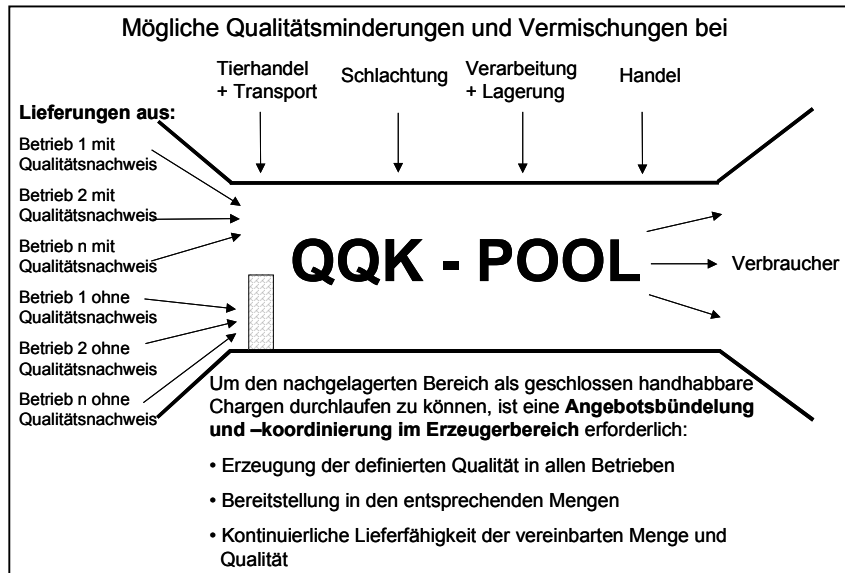 Mögliche Qualitätsminderungen und Vermischungen bei
Tierhandel
+ Transport
Schlachtung
Verarbeitung
+ Lagerung
Handel
Lieferungen aus:
Betrieb 1 mit
Qualitätsnachweis
Betrieb 2 mit
Qualitätsnachweis
Betrieb n mit
Qualitätsnachweis
Betrieb 1 ohne
Qualitätsnachweis
Betrieb 2 ohne
Qualitätsnachweis
Betrieb n ohne
Qualitätsnachweis
QQK - POOL
Verbraucher
Um den nachgelagerten Bereich als geschlossen handhabbare
Chargen durchlaufen zu können, ist eine Angebotsbündelung
und –koordinierung im Erzeugerbereich erforderlich:
• Erzeugung der definierten Qualität in allen Betrieben
• Bereitstellung in den entsprechenden Mengen
• Kontinuierliche Lieferfähigkeit der vereinbarten Menge und
Qualität